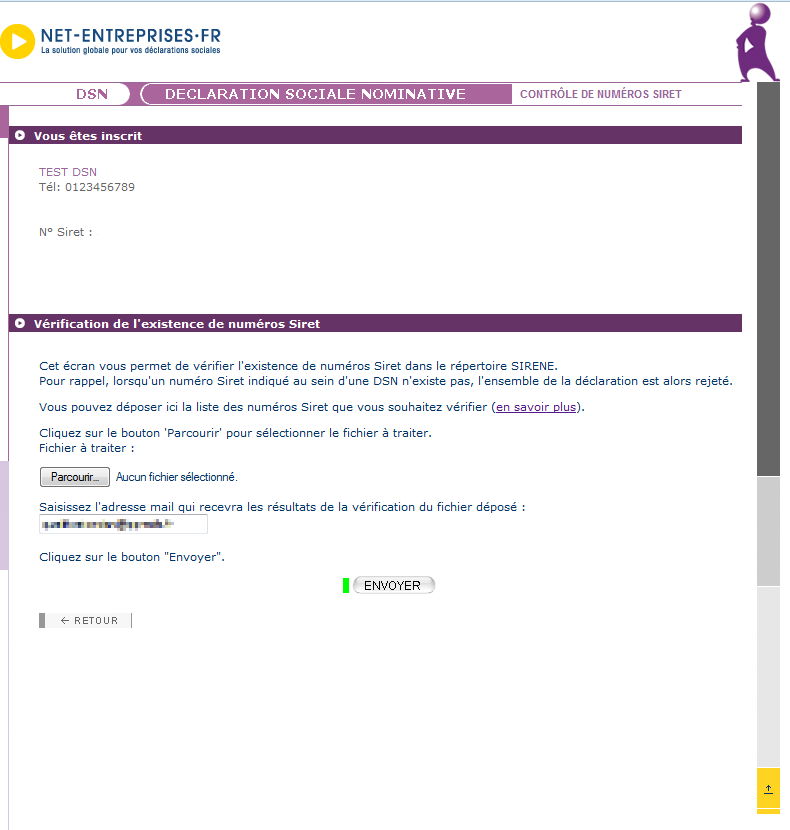 NET-ENTREPRISES·FR
La solution globale pour vos déclarations sociales
DSN
DECLARATION SOCIALE NOMINATIVE
CONTRÔLE DE NUMÉROS SIRET
Vous êtes inscrit
TEST DSN
Tél: 0123456789
N° Siret :
Vérification de l'existence de numéros Siret
Cet écran vous permet de vérifier l'existence de numéros Siret dans le répertoire SIRENE.
Pour rappel, lorsqu'un numéro Siret indiqué au sein d'une DSN n'existe pas, l'ensemble de la déclaration est alors rejeté.
Vous pouvez déposer ici la liste des numéros Siret que vous souhaitez vérifier (en savoir plus).
Cliquez sur le bouton 'Parcourir' pour sélectionner le fichier à traiter.
Fichier à traiter :
Parcourir... Aucun fichier sélectionné.
Saisissez l'adresse mail qui recevra les résultats de la vérification du fichier déposé :
Cliquez sur le bouton "Envoyer".
ENVOYER
← RETOUR